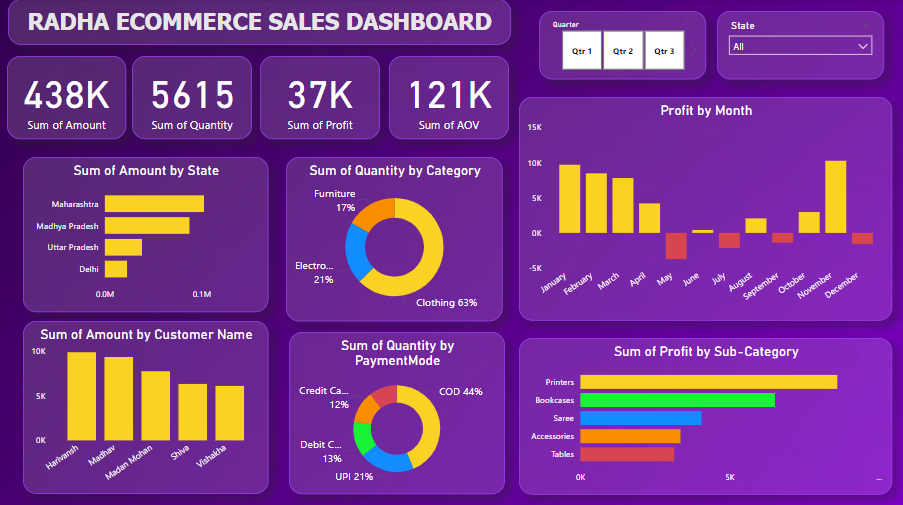 RADHA ECOMMERCE SALES DASHBOARD
Quarter
Qtr 1
Qtr 2
Qtr 3
State
All
438K
Sum of Amount
5615
Sum of Quantity
37K
Sum of Profit
121K
Sum of AOV
Sum of Amount by State
Maharashtra
Madhya Pradesh
Uttar Pradesh
Delhi
0.0M
0.1M
Sum of Quantity by Category
Furniture
17%
Electro...
21%
Clothing 63%
Profit by Month
15K
10K
5K
0K
-5K
January
February
March
April
May
June
July
August
September
October
November
December
Sum of Amount by Customer Name
10K
5K
0K
Harivansh
Madhav
Madan Mohan
Shiva
Vishakha
Sum of Quantity by
PaymentMode
Credit Ca...
12%
COD 44%
Debit C...
13%
UPI 21%
Sum of Profit by Sub-Category
Printers
Bookcases
Saree
Accessories
Tables
0K
5K
...